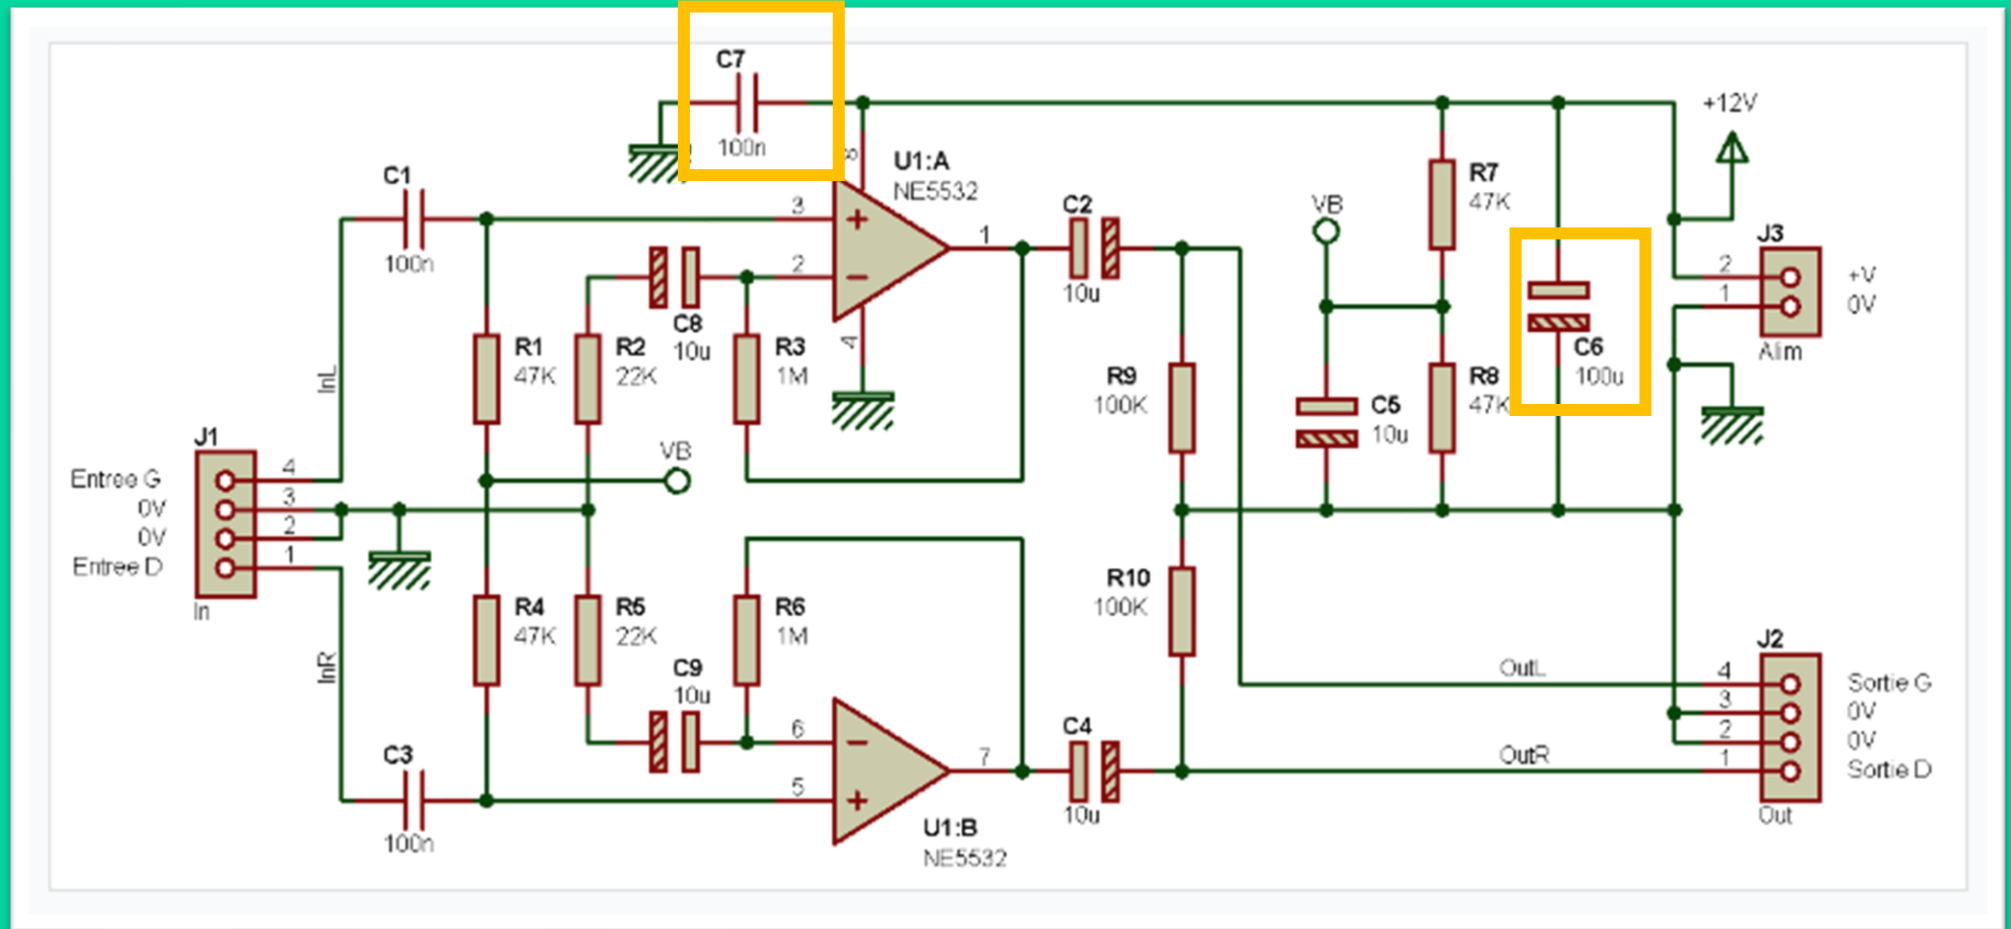 C7
100n
+12V
8
U1:A
NE5532
C1
100n
3
2
1
4
C2
10u
VB
R7
47K
J3
2
1
+V
0V
Alim
C8
10u
R1
47K
R2
22K
R3
1M
InL
R9
100K
C5
10u
R8
47K
C6
100u
J1
Entree G
0V
0V
Entree D
4
3
2
1
In
VB
R4
47K
R5
22K
R6
1M
InR
C9
10u
R10
100K
C3
100n
6
5
7
U1:B
NE5532
C4
10u
OutL
OutR
J2
4
3
2
1
Sortie G
0V
0V
Sortie D
Out